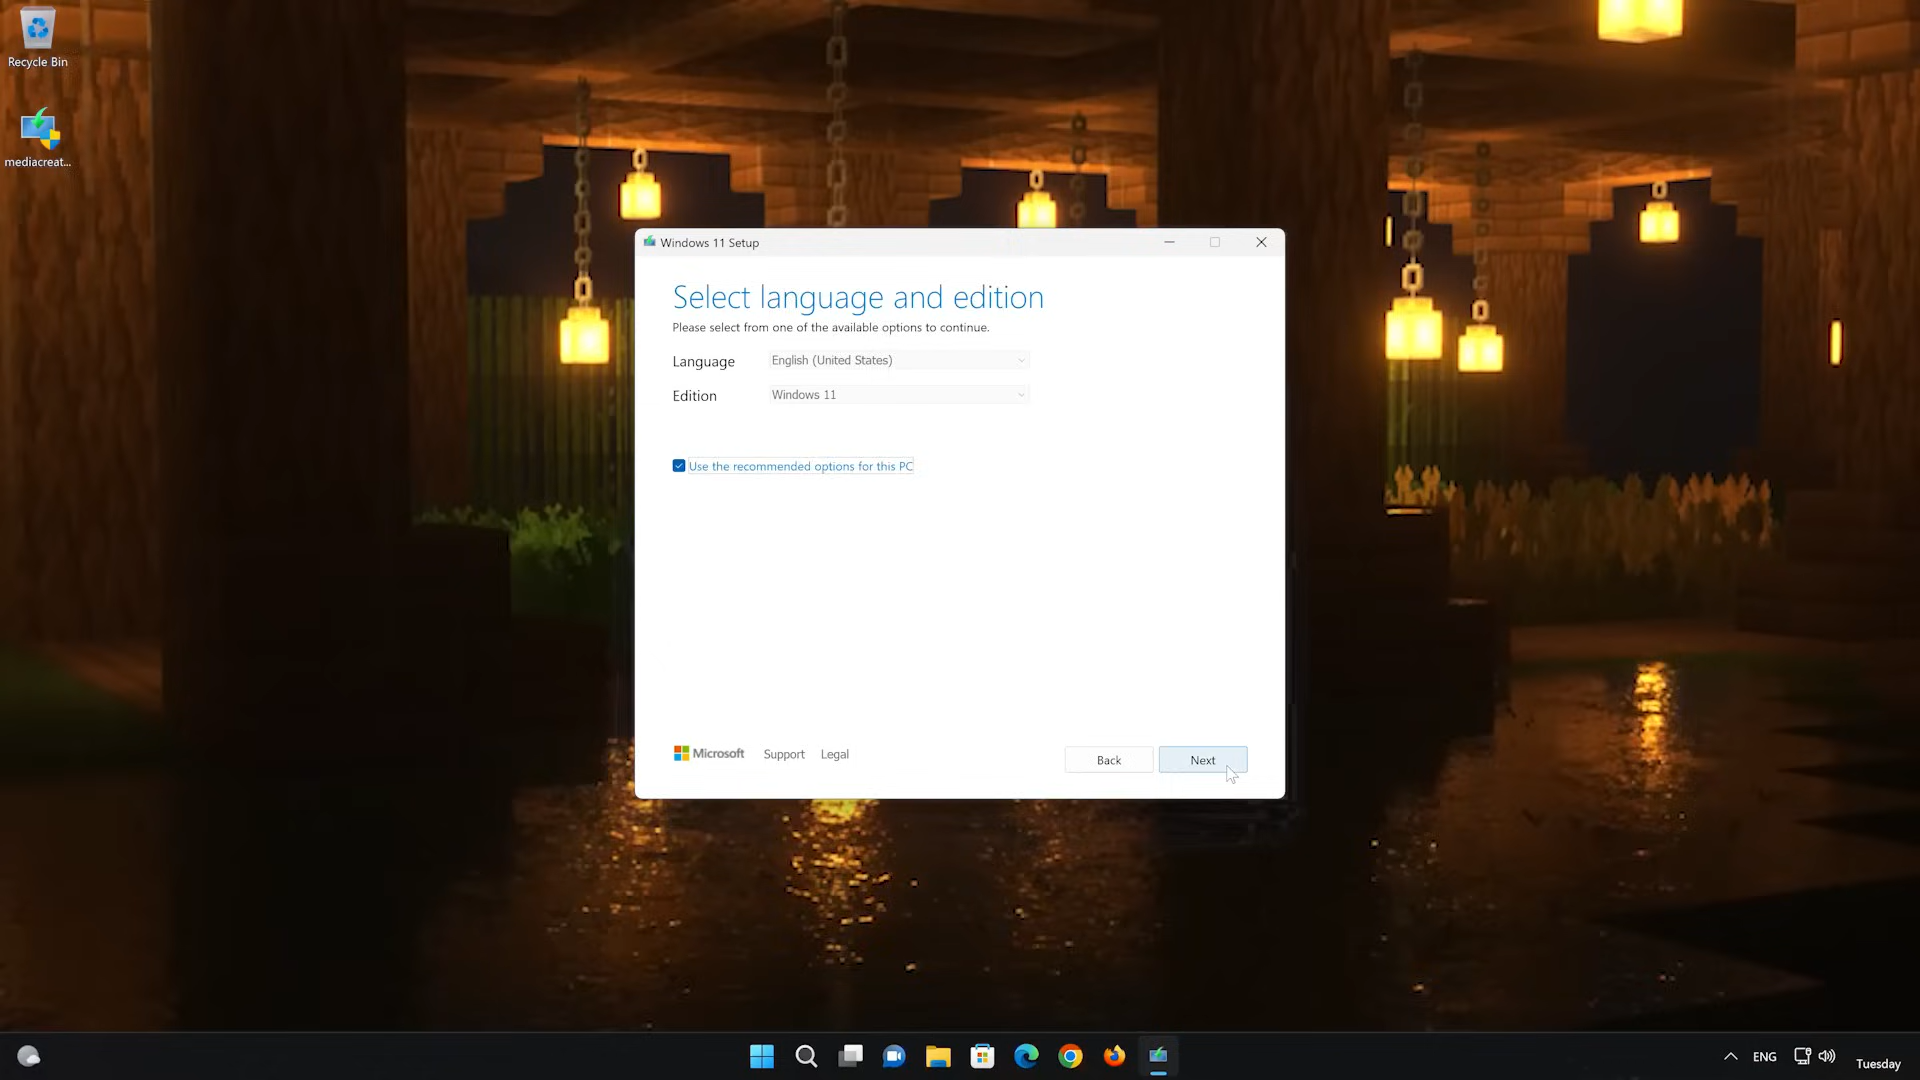 Recycle Bin
mediacreat...
Windows 11 Setup
Select language and edition
Please select from one of the available options to continue.
Language
English (United States)
Edition
Windows 11
Use the recommended options for this PC
Microsoft
Support
Legal
Back
Next
ENG
Tuesday